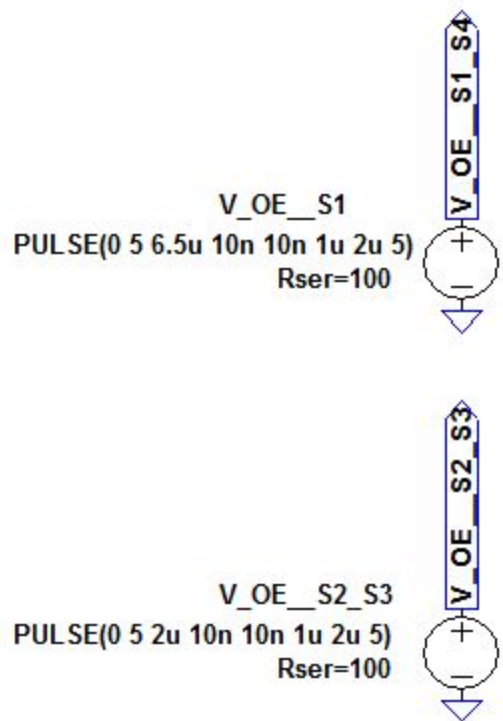 V_OE__S1_S4
V_OE__S1
PULSE(0 5 6.5u 10n 10n 1u 2u 5)
Rser=100
V_OE__S2_S3
V_OE__S2_S3
PULSE(0 5 2u 10n 10n 1u 2u 5)
Rser=100